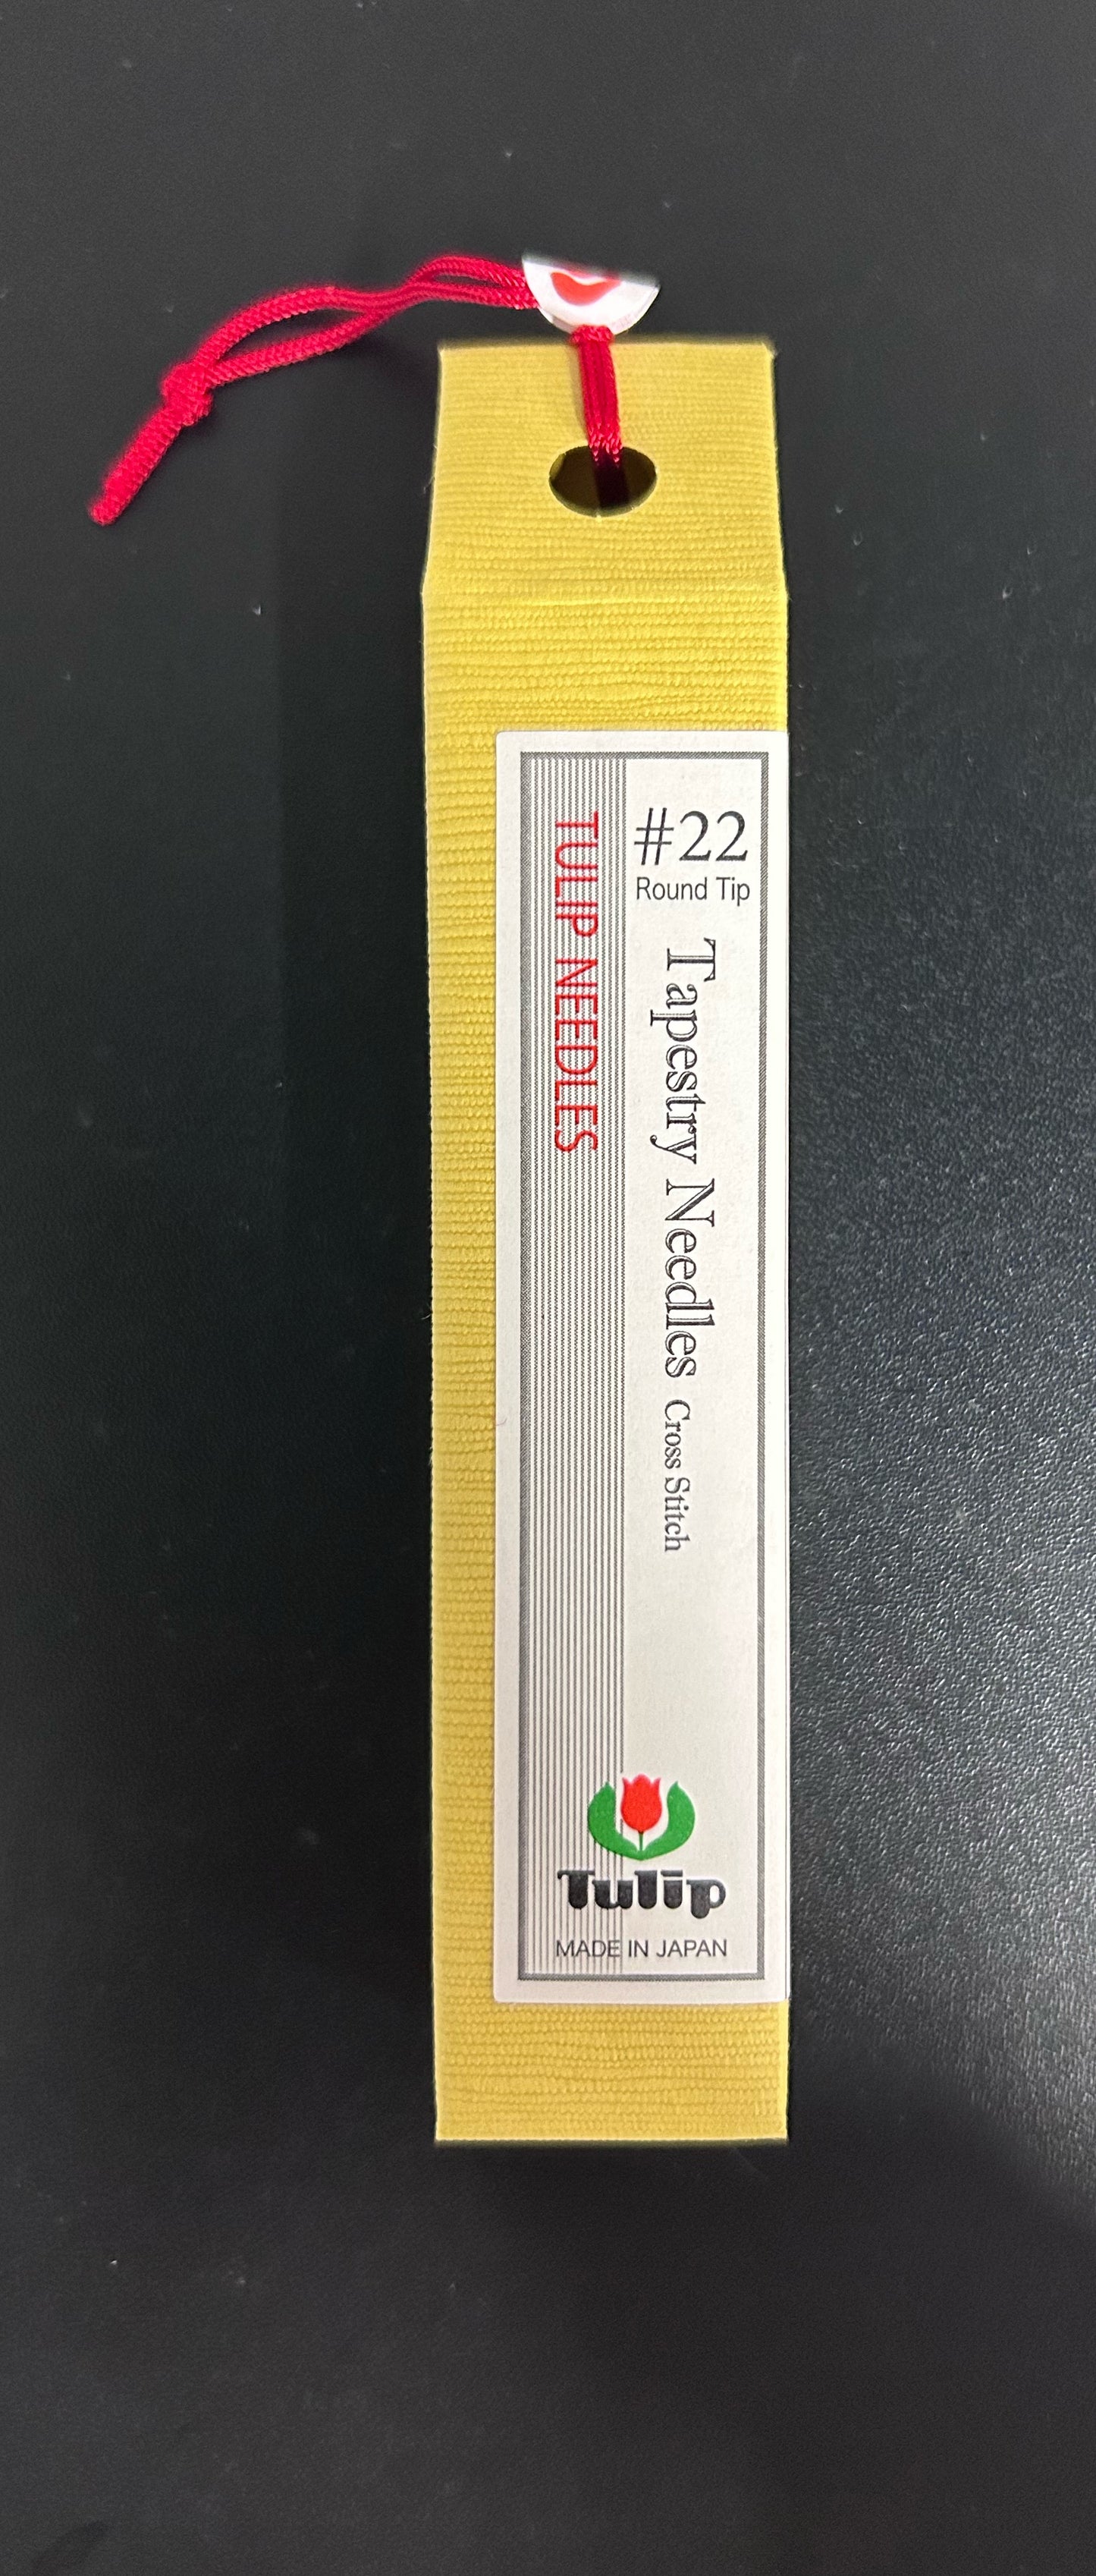 #22
Round Tip
Tapestry Needles Cross Stitch
TULIP NEEDLES
Tulip
MADE IN JAPAN